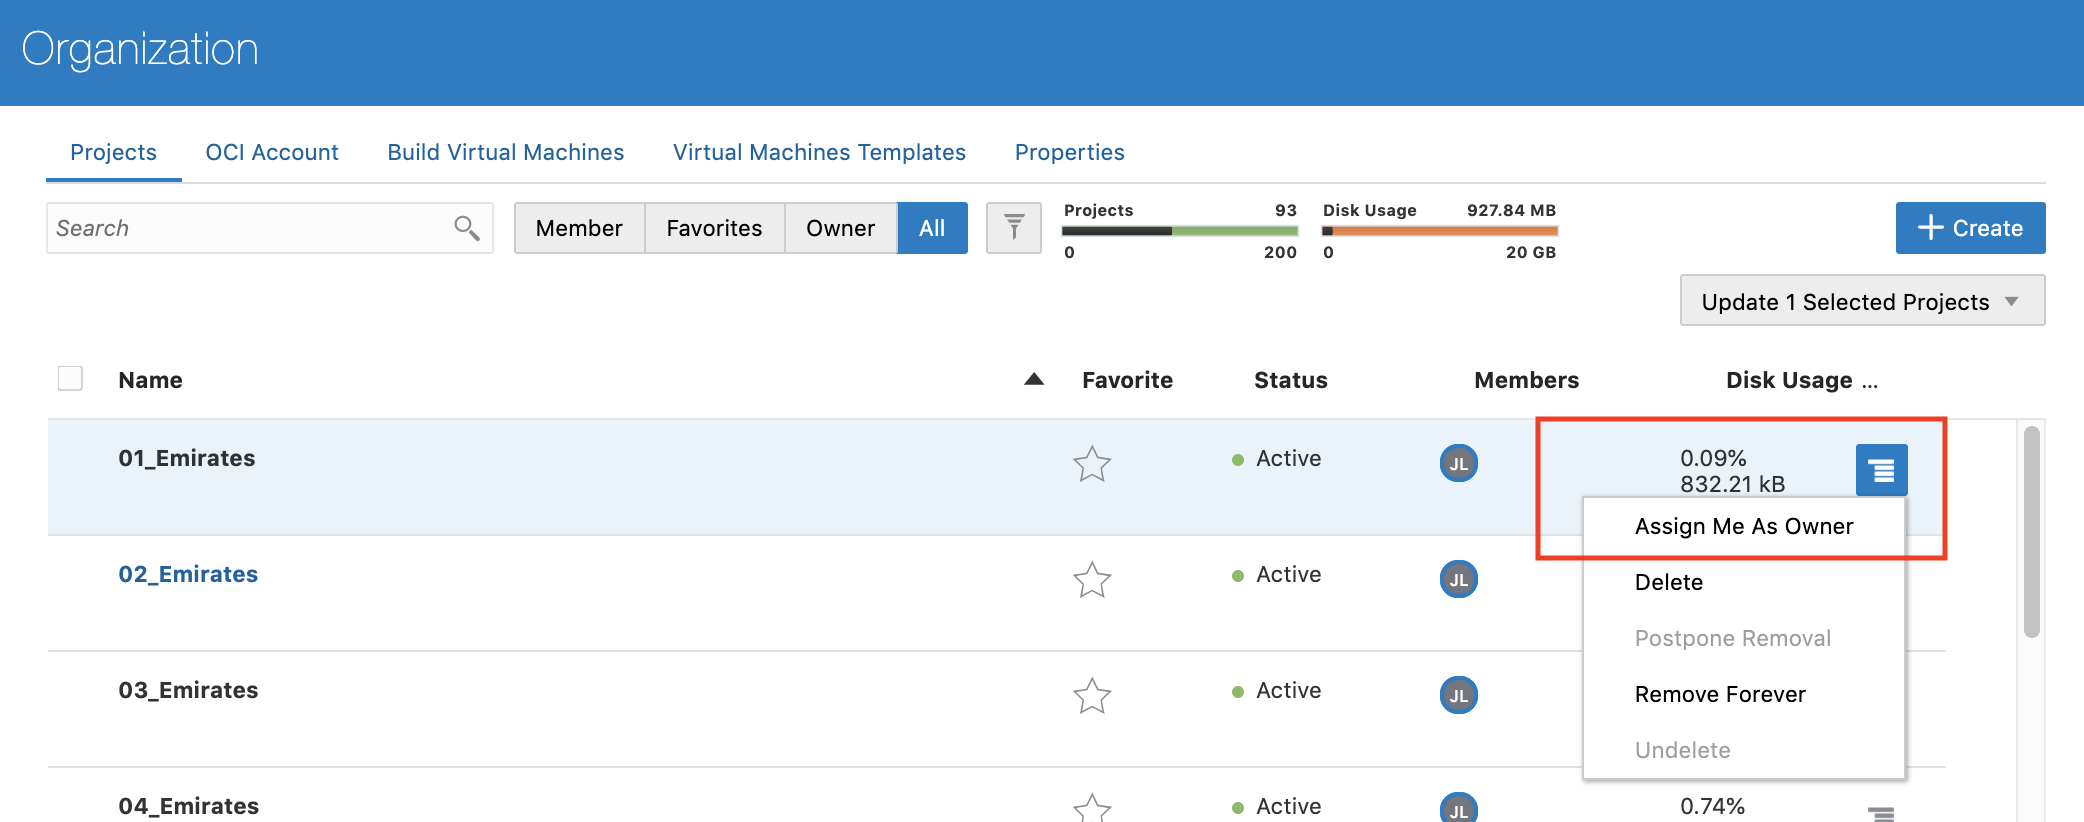 Organization
Projects OCI Account Build Virtual Machines Virtual Machines Templates Properties
Search Member Favorites Owner All
Projects 93 Disk Usage 927.84 MB
0 200 0 20 GB
Create
Update 1 Selected Projects
Name Favorite Status Members Disk Usage ...
01_Emirates Active JL 0.09%
832.21 kB
Assign Me As Owner
02_Emirates Active JL
Delete
Postpone Removal
03_Emirates Active JL
Remove Forever
Undelete
04_Emirates Active JL 0.74%